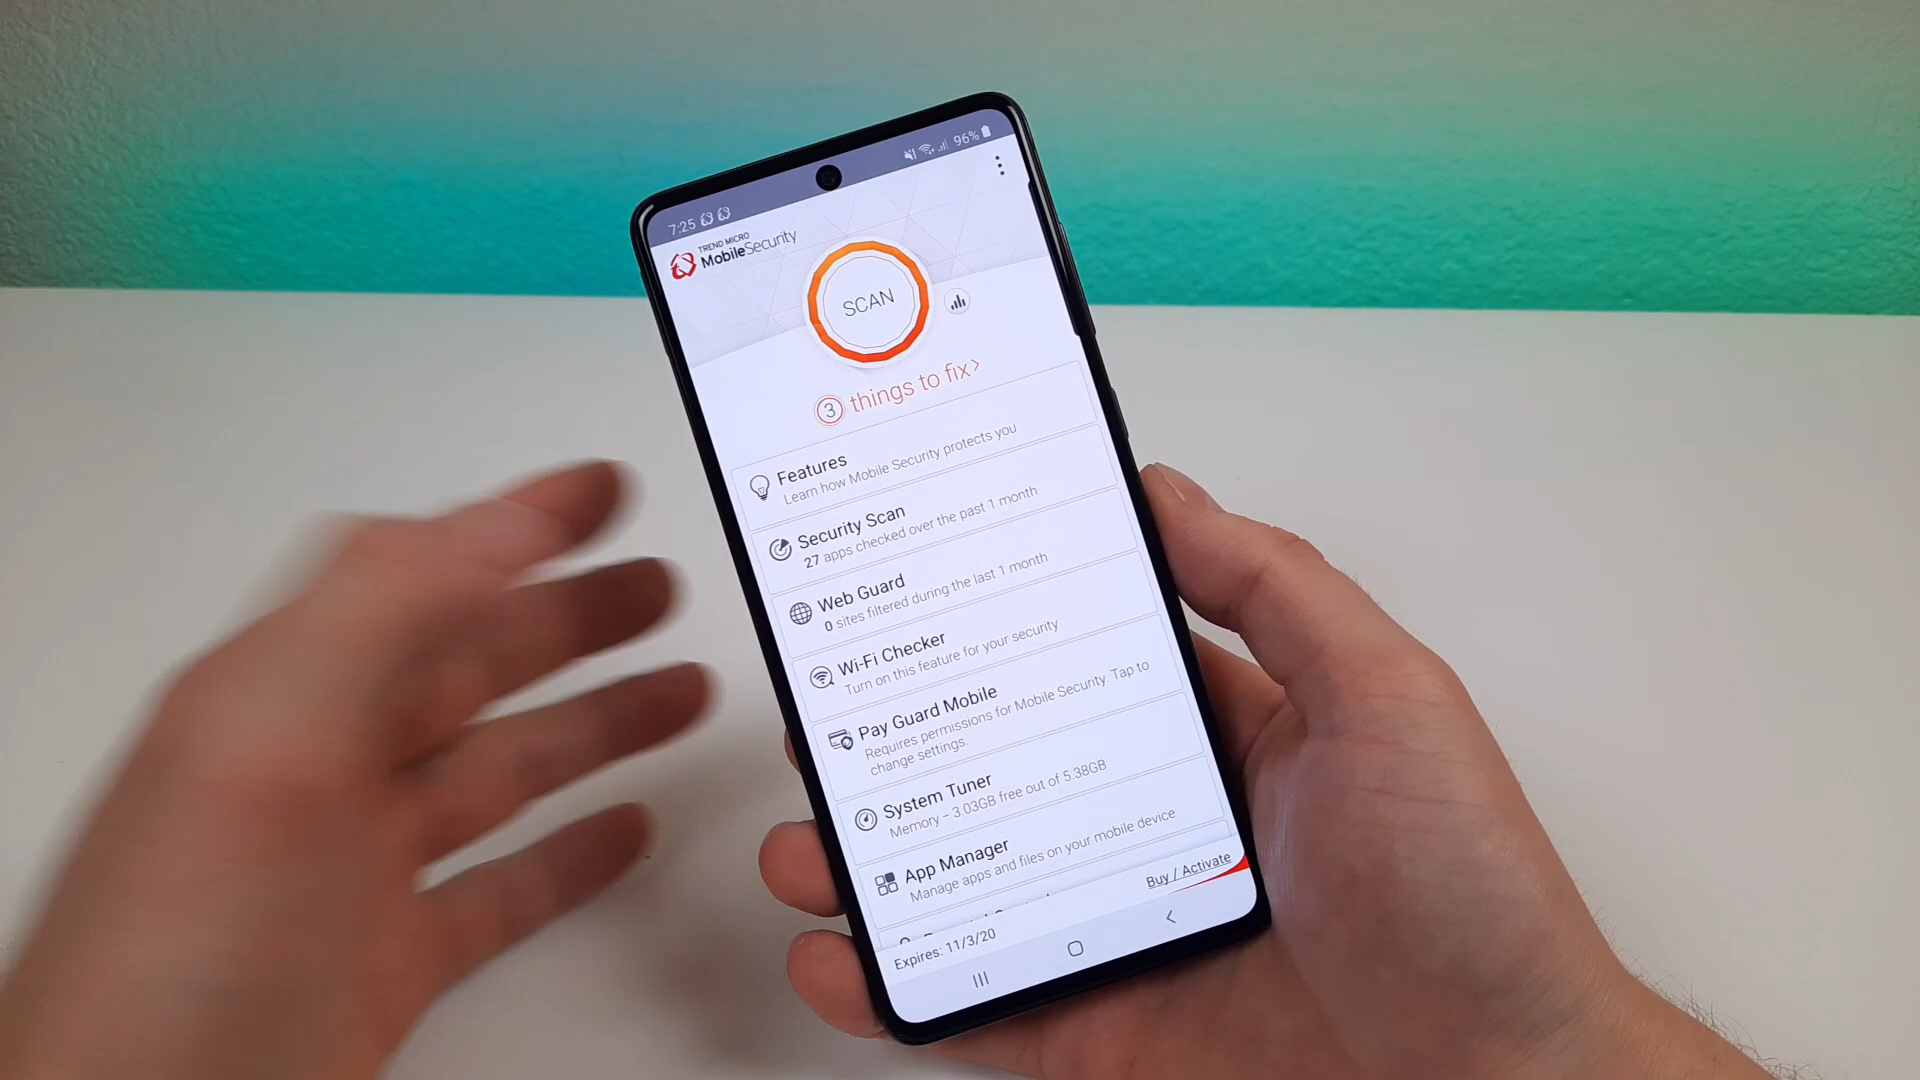 7:25
96%
TREND MICRO
MobileSecurity
SCAN
3 things to fix
Features
Learn how Mobile Security protects you
Security Scan
27 apps checked over the past 1 month
Web Guard
0 sites filtered during the last 1 month
Wi-Fi Checker
Turn on this feature for your security
Pay Guard Mobile
Requires permissions for Mobile Security. Tap to
change settings.
System Tuner
Memory – 3.03GB free out of 5.38GB
App Manager
Manage apps and files on your mobile device
Buy / Activate
Expires: 11/3/20